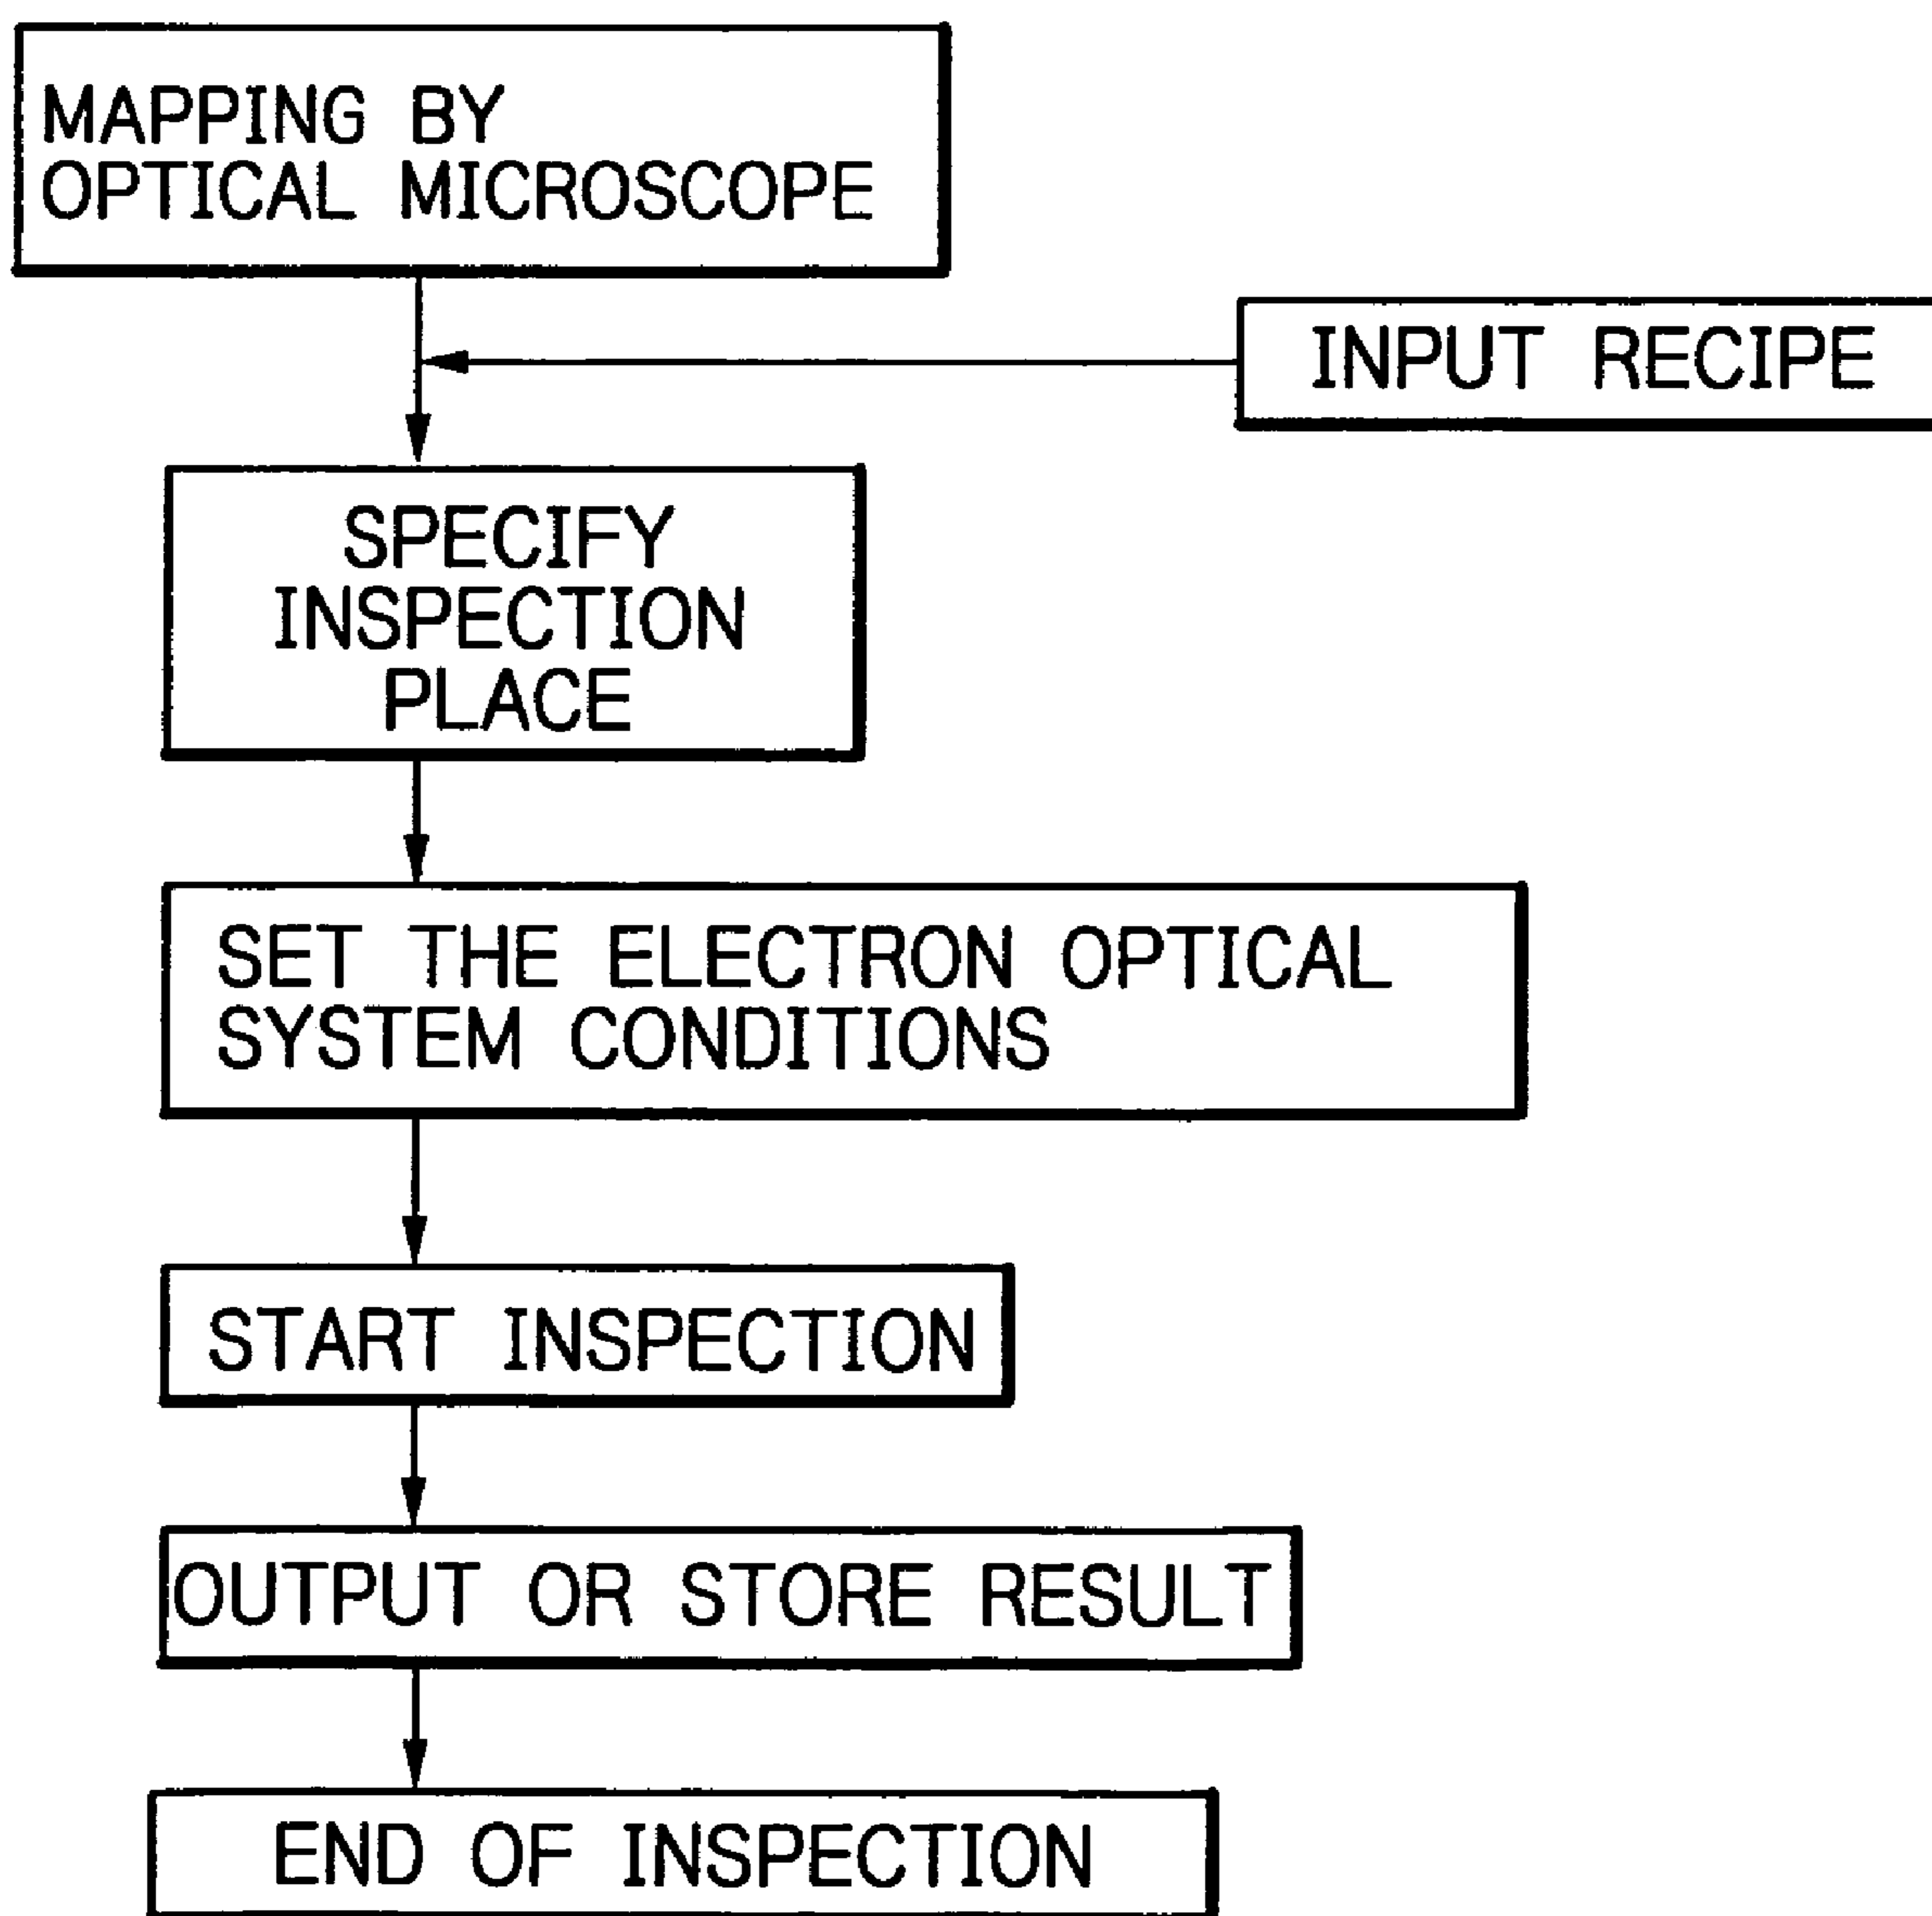 MAPPING BY
OPTICAL MICROSCOPE
INPUT RECIPE
SPECIFY
INSPECTION
PLACE
SET THE ELECTRON OPTICAL
SYSTEM CONDITIONS
START INSPECTION
OUTPUT OR STORE RESULT
END OF INSPECTION